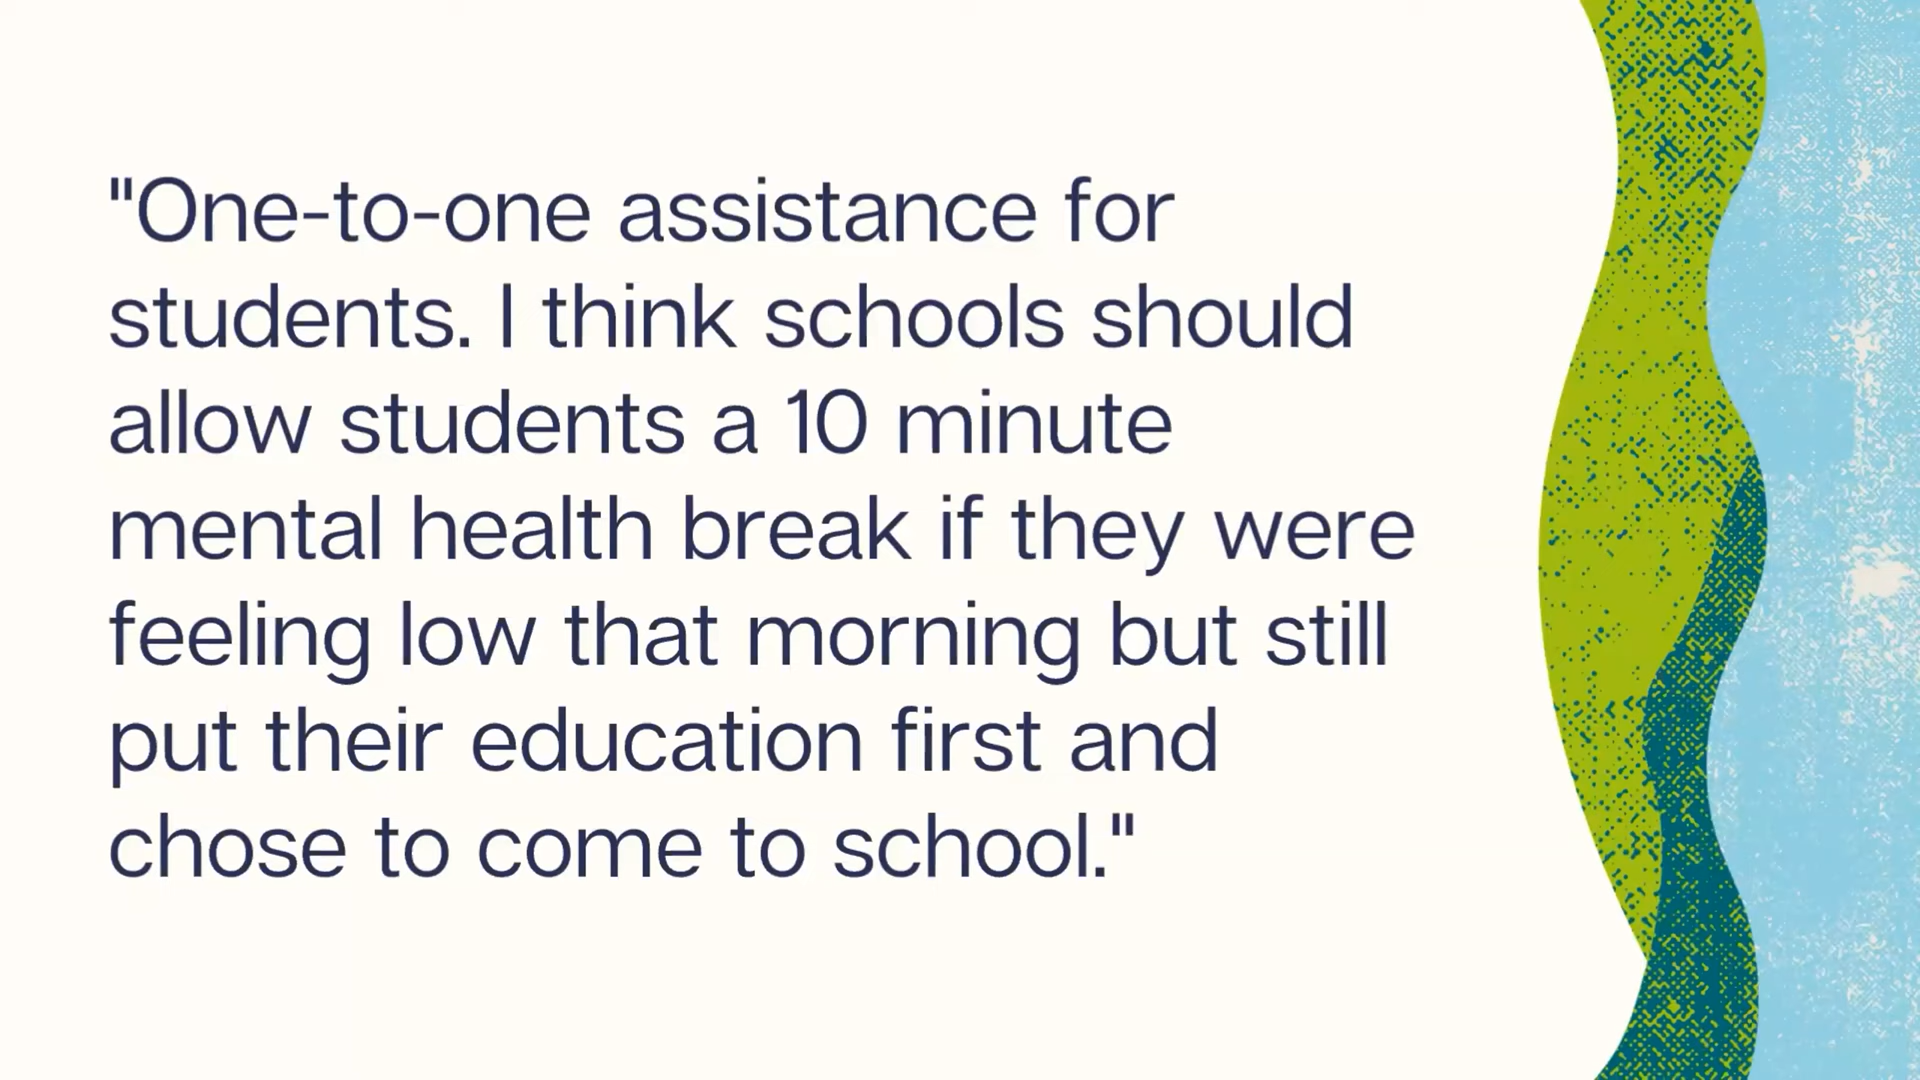 "One-to-one assistance for
students. I think schools should
allow students a 10 minute
mental health break if they were
feeling low that morning but still
put their education first and
chose to come to school."